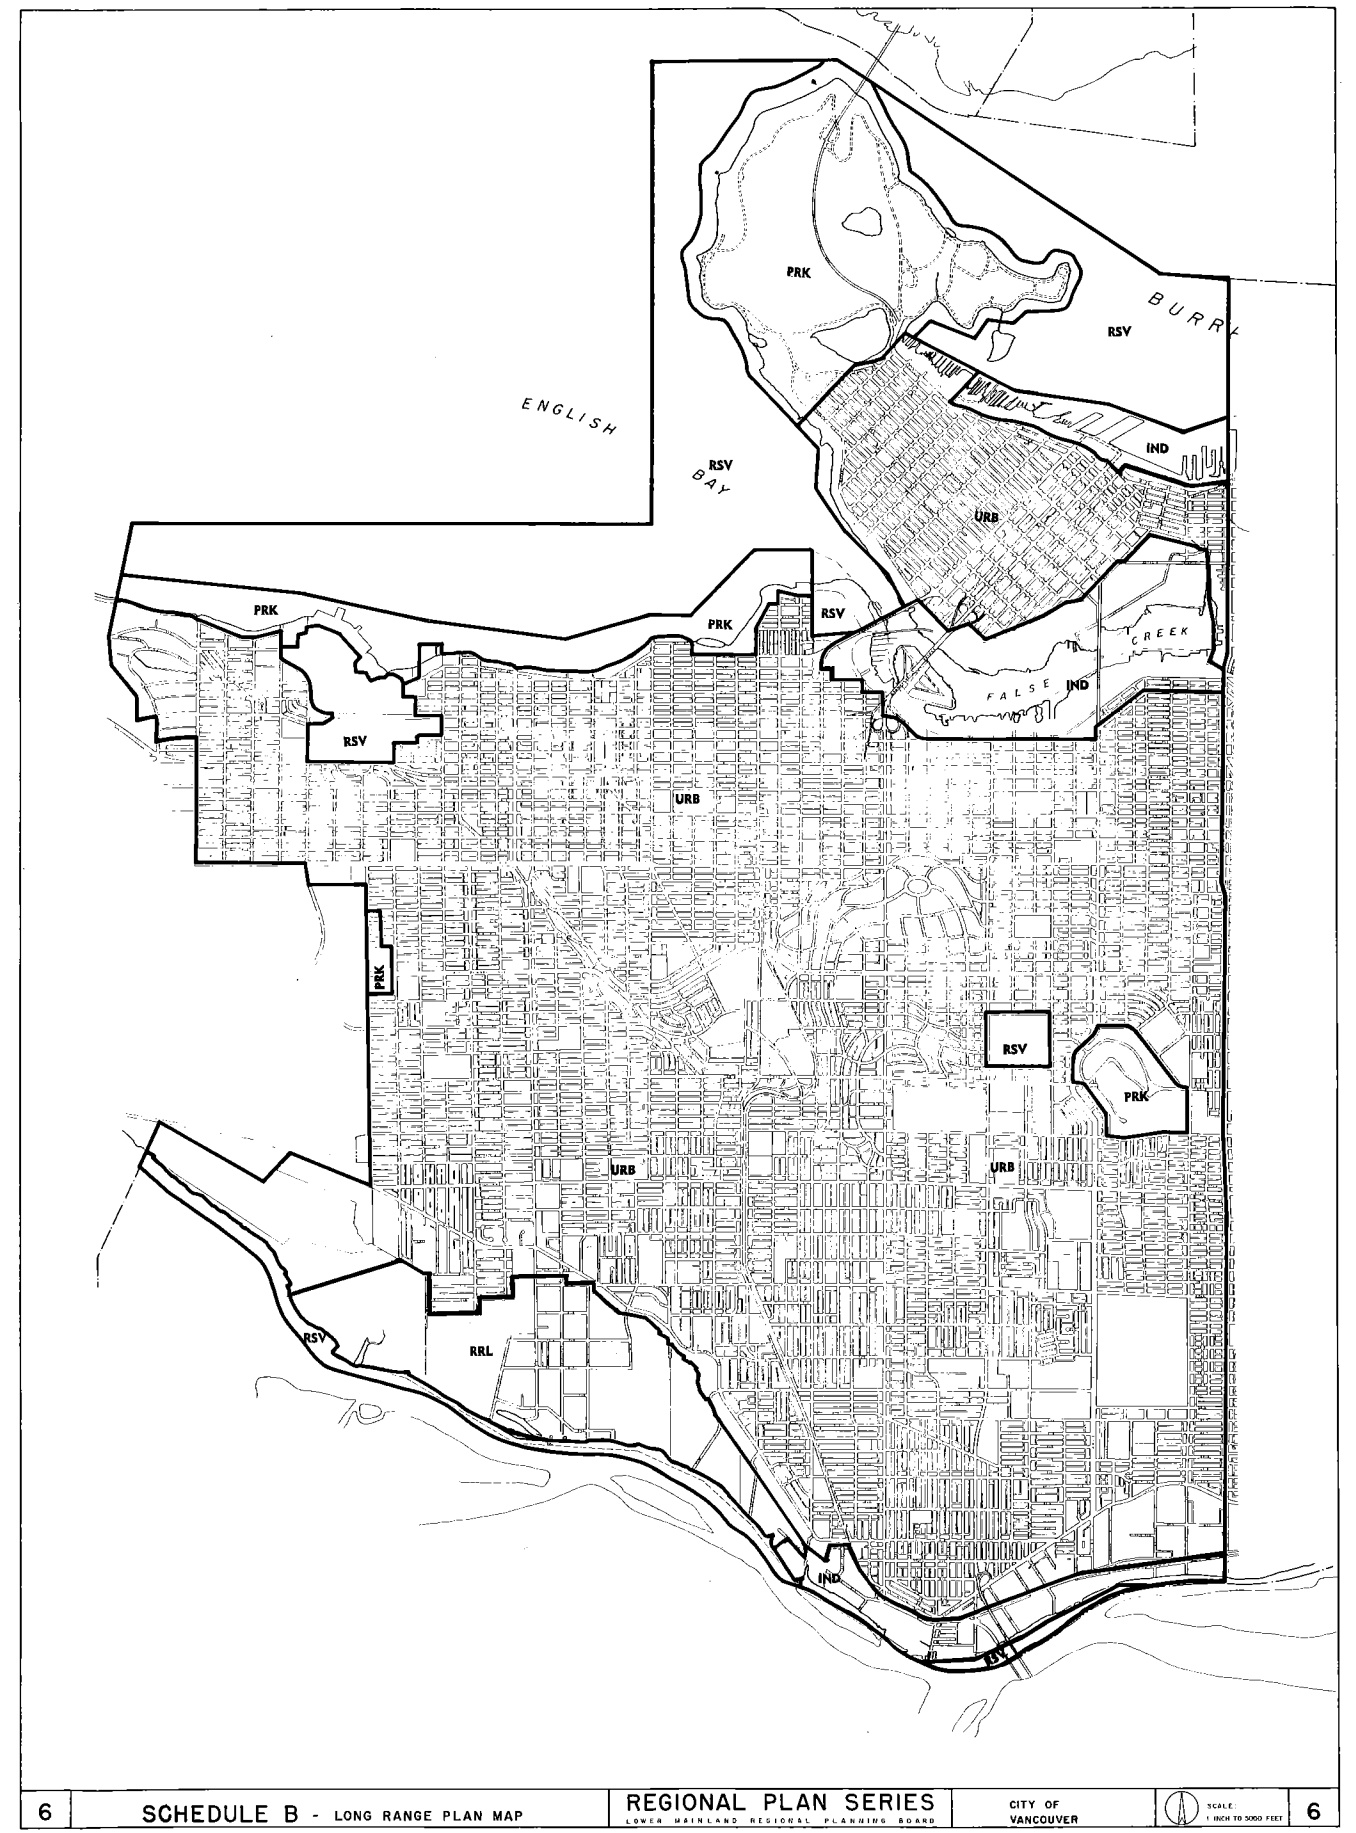 PRK
RSV
BURR
ENGLISH
RSV
BAY
IND
URB
PRK
PRK
RSV
CREEK
FALSE
IND
RSV
URB
PRK
RSV
PRK
URB
URB
RSV
RRL
IND
RSV
6
SCHEDULE B - LONG RANGE PLAN MAP
REGIONAL PLAN SERIES
LOWER MAINLAND REGIONAL PLANNING BOARD
CITY OF
VANCOUVER
SCALE:
1 INCH TO 5000 FEET
6